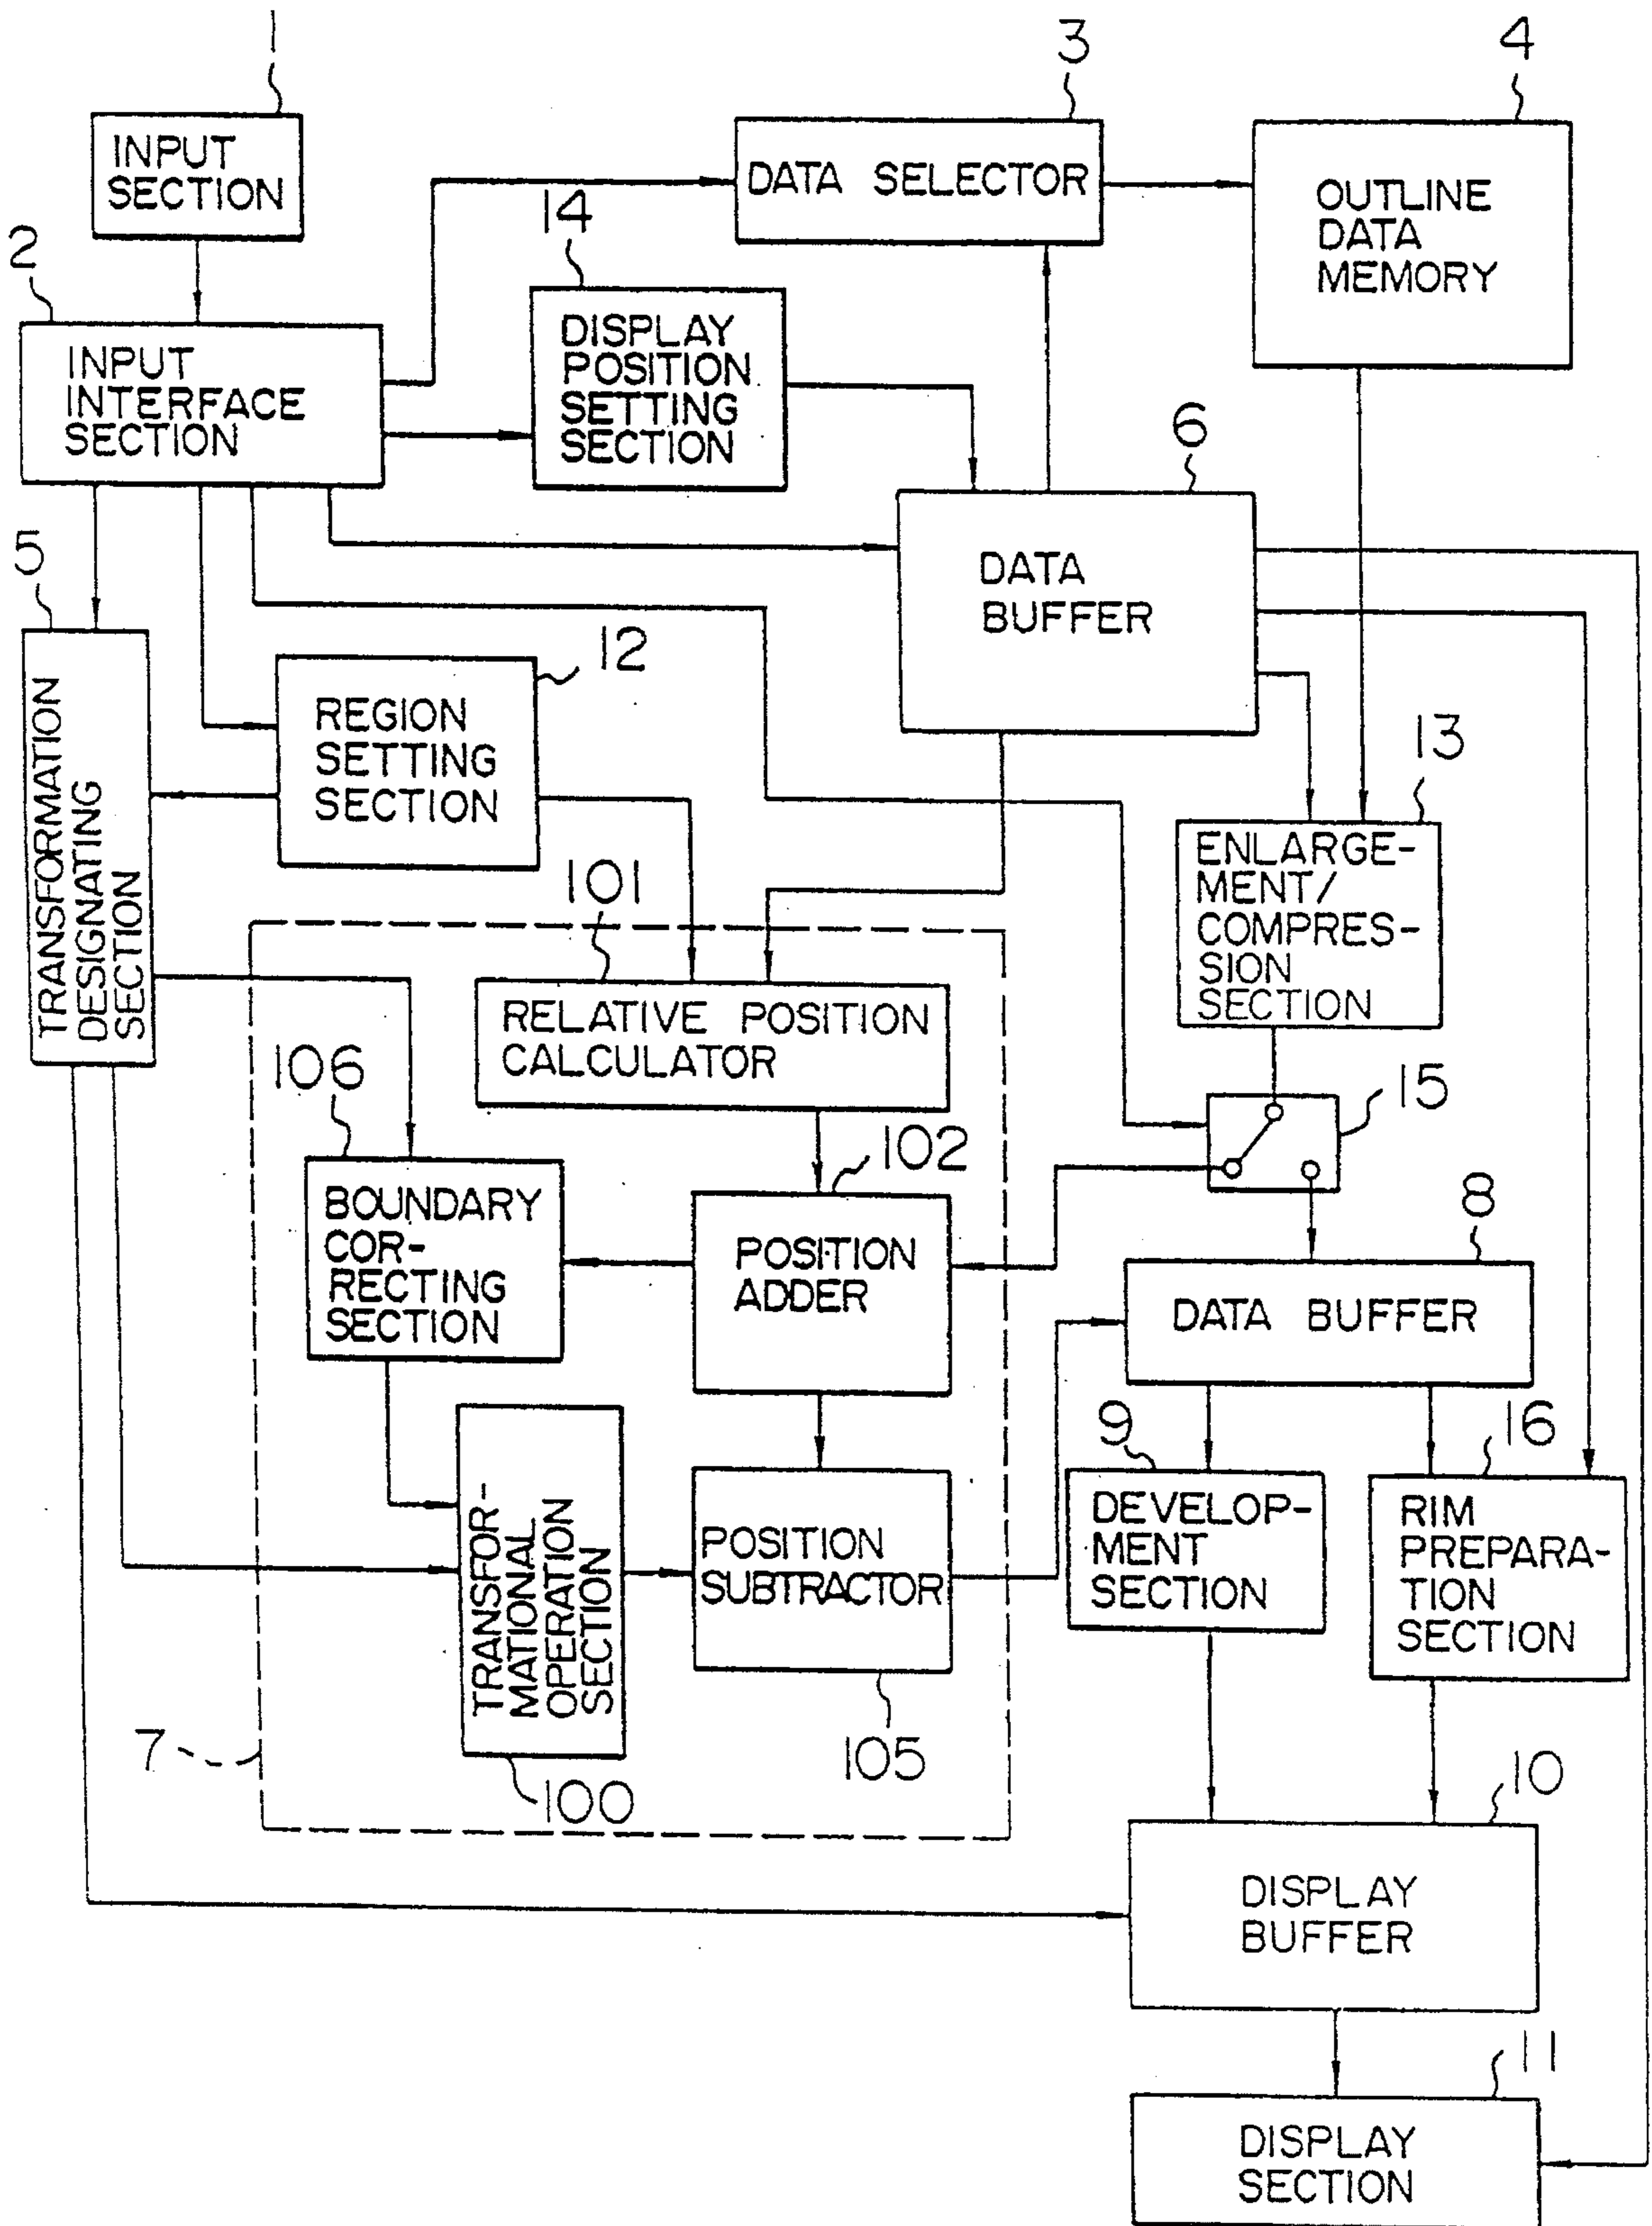 1
3
4
INPUT
SECTION
DATA SELECTOR
OUTLINE
DATA
MEMORY
14
2
INPUT
INTERFACE
SECTION
DISPLAY
POSITION
SETTING
SECTION
6
DATA
BUFFER
5
TRANSFORMATION
DESIGNATING
SECTION
12
REGION
SETTING
SECTION
13
ENLARGE-
MENT/
COMPRES-
SION
SECTION
101
RELATIVE POSITION
CALCULATOR
106
15
102
BOUNDARY
COR-
RECTING
SECTION
POSITION
ADDER
8
DATA BUFFER
9
16
TRANSFOR-
MATIONAL
OPERATION
SECTION
POSITION
SUBTRACTOR
DEVELOP-
MENT
SECTION
RIM
PREPARA-
TION
SECTION
7
100
105
10
DISPLAY
BUFFER
11
DISPLAY
SECTION